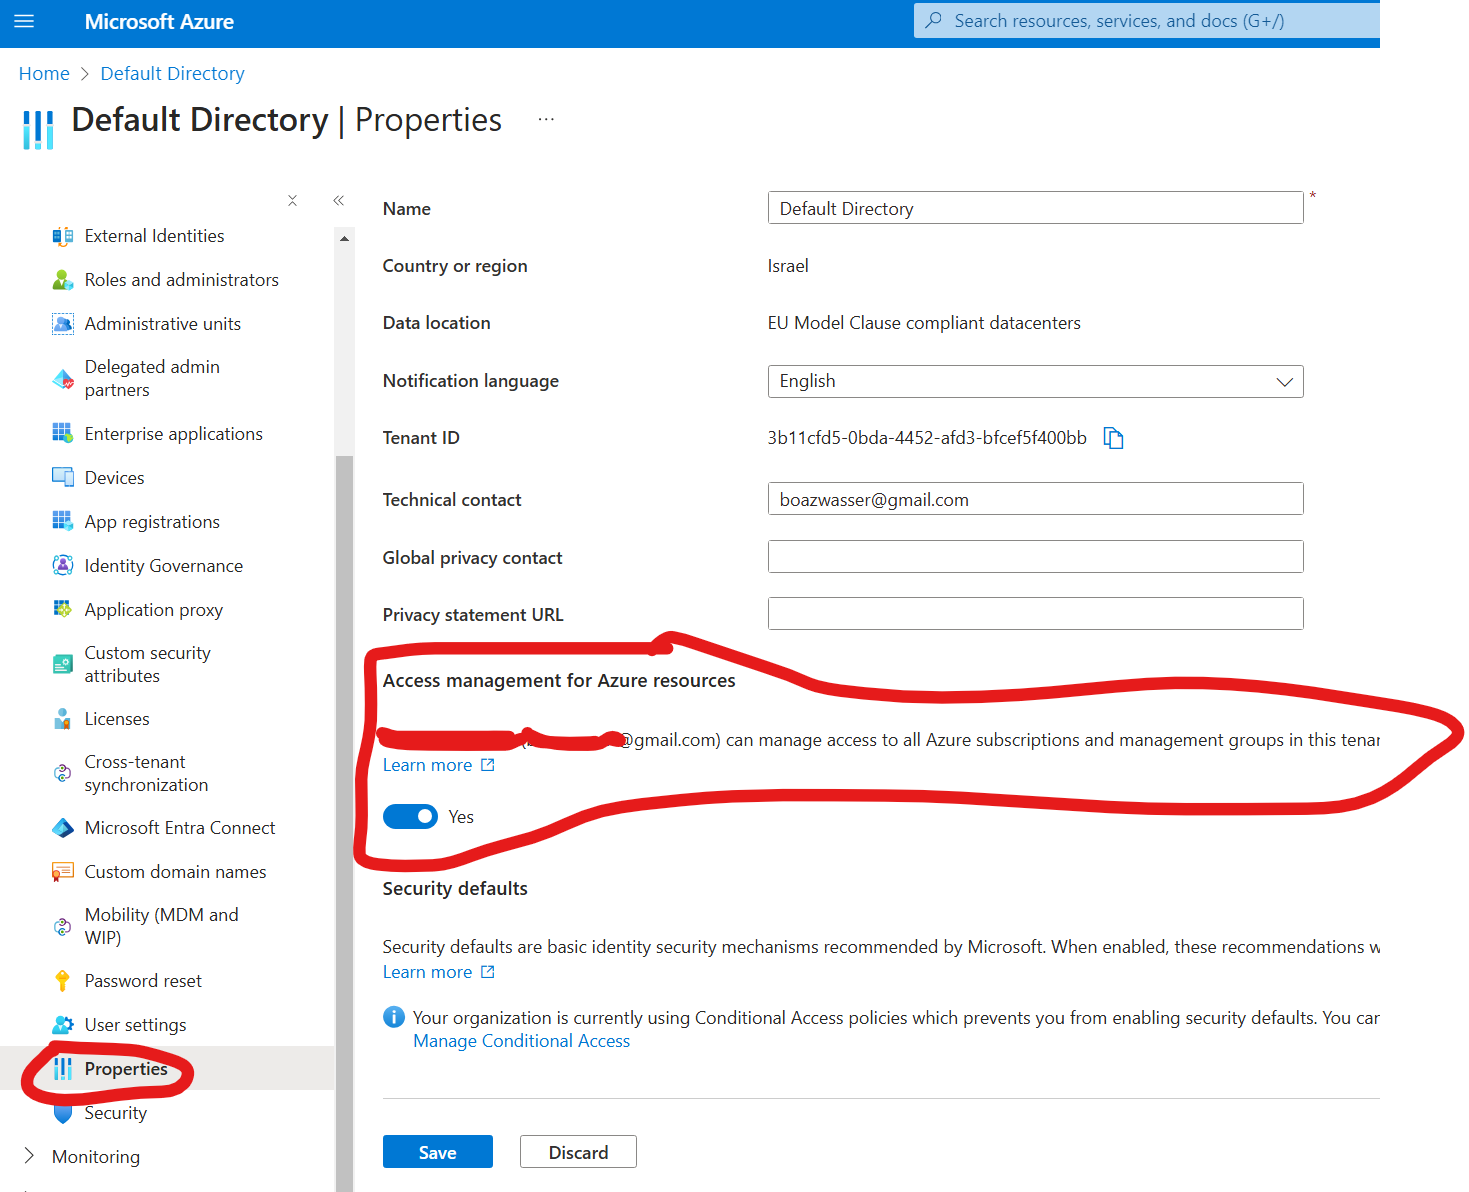 Microsoft Azure
Search resources, services, and docs (G+/)
Home > Default Directory
Default Directory | Properties ...
External Identities
Roles and administrators
Administrative units
Delegated admin
partners
Enterprise applications
Devices
App registrations
Identity Governance
Application proxy
Custom security
attributes
Licenses
Cross-tenant
synchronization
Microsoft Entra Connect
Custom domain names
Mobility (MDM and
WIP)
Password reset
User settings
Properties
Security
Monitoring
Name Default Directory *
Country or region Israel
Data location EU Model Clause compliant datacenters
Notification language English
Tenant ID 3b11cfd5-0bda-4452-afd3-bfcef5f400bb
Technical contact boazwasser@gmail.com
Global privacy contact
Privacy statement URL
Access management for Azure resources
@gmail.com) can manage access to all Azure subscriptions and management groups in this
Learn more
Yes
Security defaults
Security defaults are basic identity security mechanisms recommended by Microsoft. When enabled, these recommendations
Learn more
Your organization is currently using Conditional Access policies which prevents you from enabling security defaults. You can
Manage Conditional Access
Save Discard